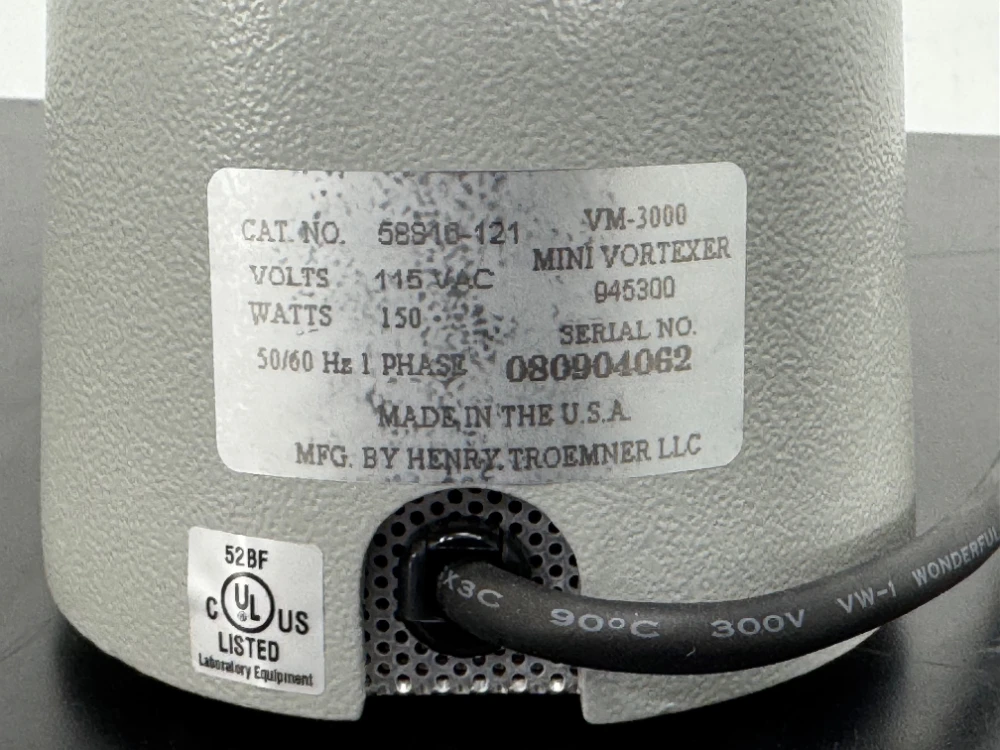 CAT. NO. 58816-121
VOLTS 115 VAC
WATTS 150
50/60 Hz 1 PHASE
VM-3000
MINI VORTEXER
945300
SERIAL NO.
080904062
MADE IN THE U.S.A.
MFG. BY HENRY TROEMNER LLC
52BF
C UL US
LISTED
Laboratory Equipment
X3C 90°C 300V VW-1 WONDERFUL